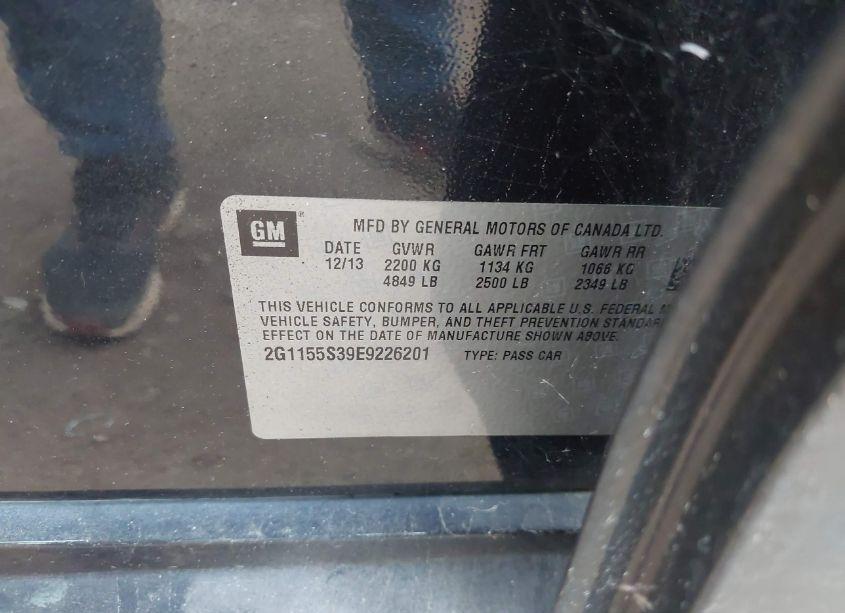 GM ®
MFD BY GENERAL MOTORS OF CANADA LTD.
DATE GVWR GAWR FRT GAWR RR
12/13 2200 KG 1134 KG 1066 KG
4849 LB 2500 LB 2349 LB
THIS VEHICLE CONFORMS TO ALL APPLICABLE U.S. FEDERAL M
VEHICLE SAFETY, BUMPER, AND THEFT PREVENTION STANDAR
EFFECT ON THE DATE OF MANUFACTURE SHOWN ABOVE.
2G1155S39E9226201 TYPE: PASS CAR